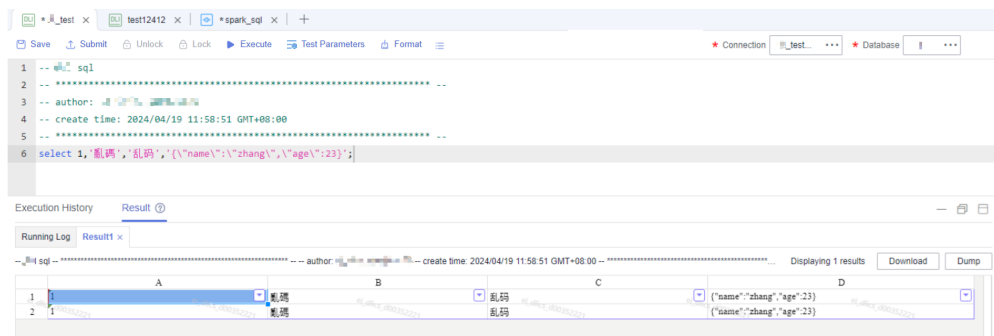 DLI * _test × DLI test12412 × *spark_sql × +
Save Submit Unlock Lock Execute Test Parameters Format * Connection _test... ... * Database ...
1 -- sql
2 -- ******************************************************************* --
3 -- author:
4 -- create time: 2024/04/19 11:58:51 GMT+08:00
5 -- ******************************************************************* --
6 select 1,'亂碼','乱码','{\"name\":\"zhang\",\"age\":23}';
Execution History Result ?
Running Log Result1 ×
-- sql -- ******************************************************************* -- -- author: -- create time: 2024/04/19 11:58:51 GMT+08:00 -- ************************************************... Displaying 1 results Download Dump
A B C D
1 1 亂碼 乱码 {"name":"zhang","age":23}
2 1 亂碼 乱码 {"name":"zhang","age":23}